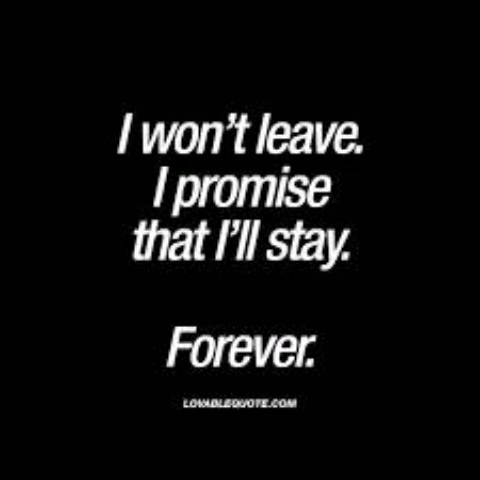 I won't leave.
I promise
that I'll stay.
Forever.
LOVABLEQUOTE.COM